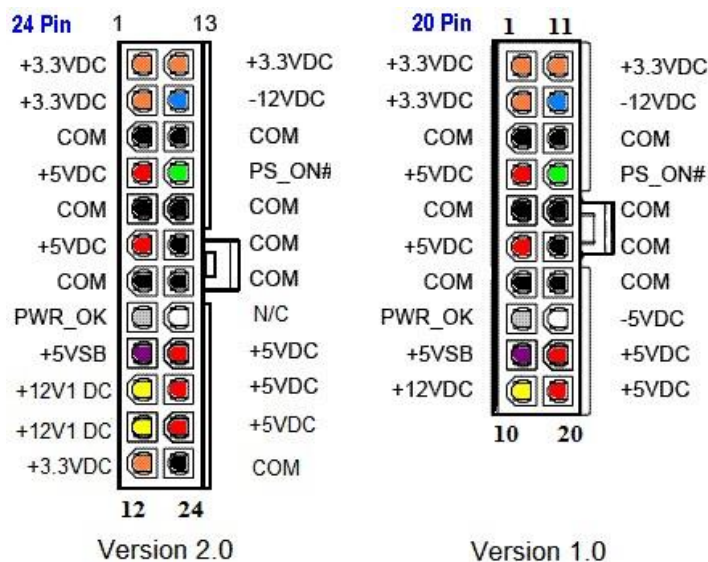 24 Pin
1 13
+3.3VDC +3.3VDC
+3.3VDC -12VDC
COM COM
+5VDC PS_ON#
COM COM
+5VDC COM
COM COM
PWR_OK N/C
+5VSB +5VDC
+12V1 DC +5VDC
+12V1 DC +5VDC
+3.3VDC COM
12 24
Version 2.0
20 Pin
1 11
+3.3VDC +3.3VDC
+3.3VDC -12VDC
COM COM
+5VDC PS_ON#
COM COM
+5VDC COM
COM COM
PWR_OK -5VDC
+5VSB +5VDC
+12VDC +5VDC
10 20
Version 1.0